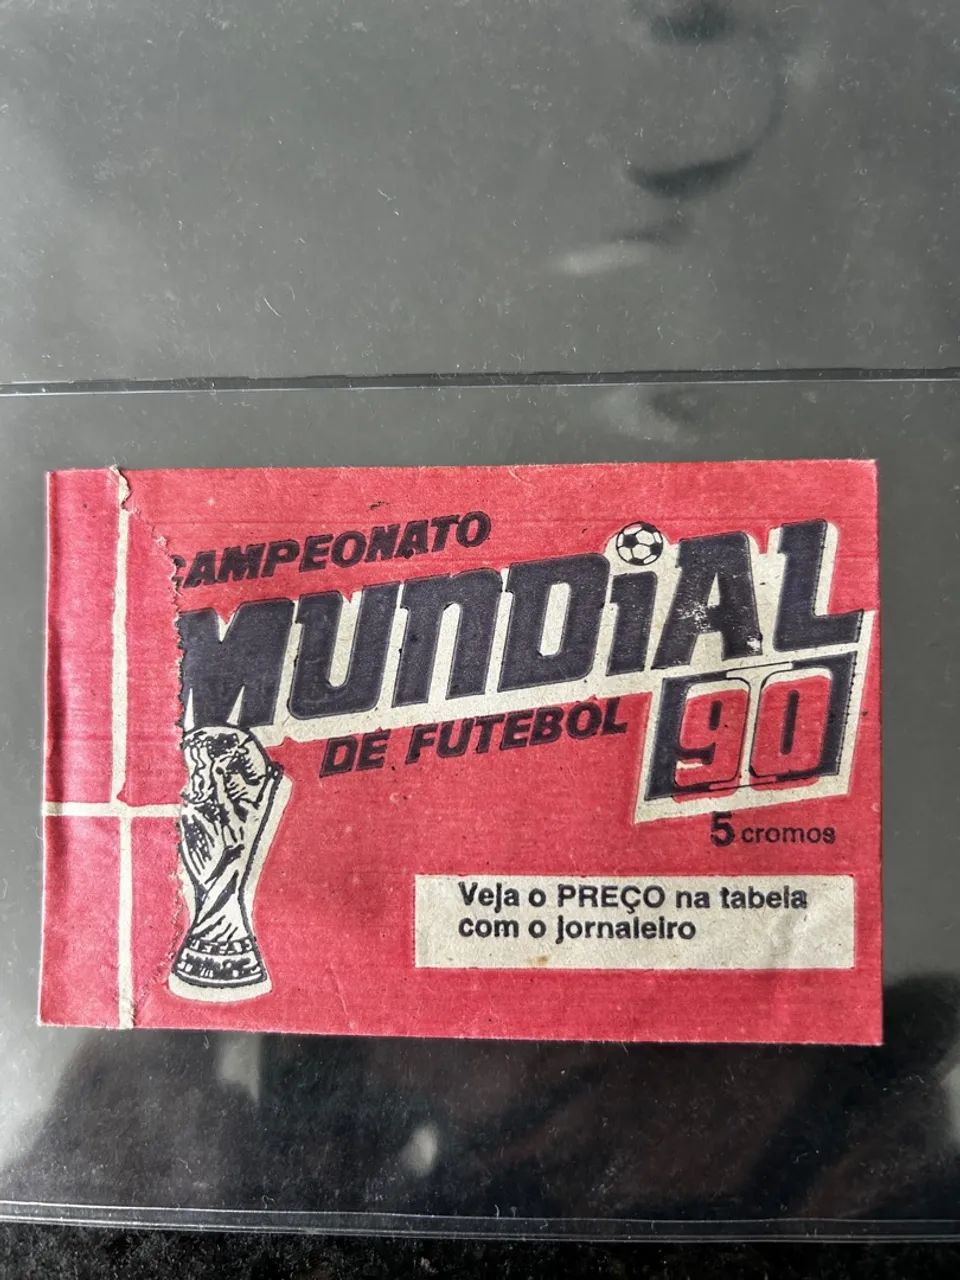 CAMPEONATO
MUNDIAL
DE FUTEBOL
90
5 cromos
Veja o PREÇO na tabela
com o jornaleiro